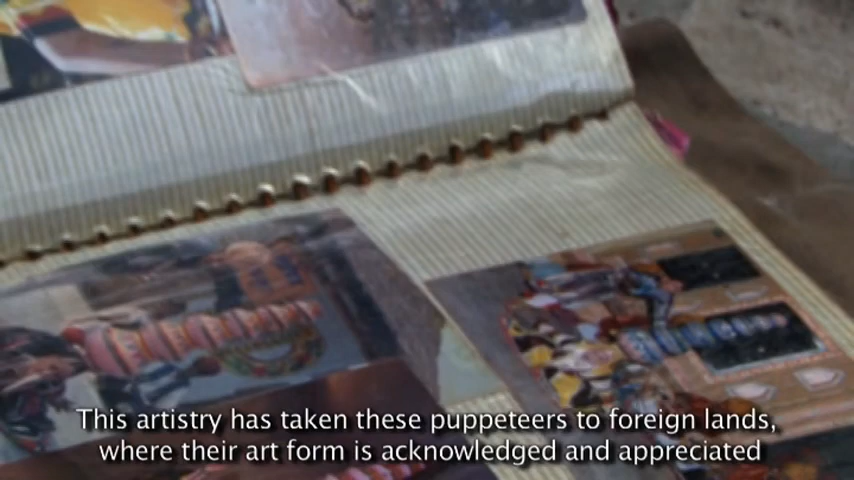 This artistry has taken these puppeteers to foreign lands,
where their art form is acknowledged and appreciated